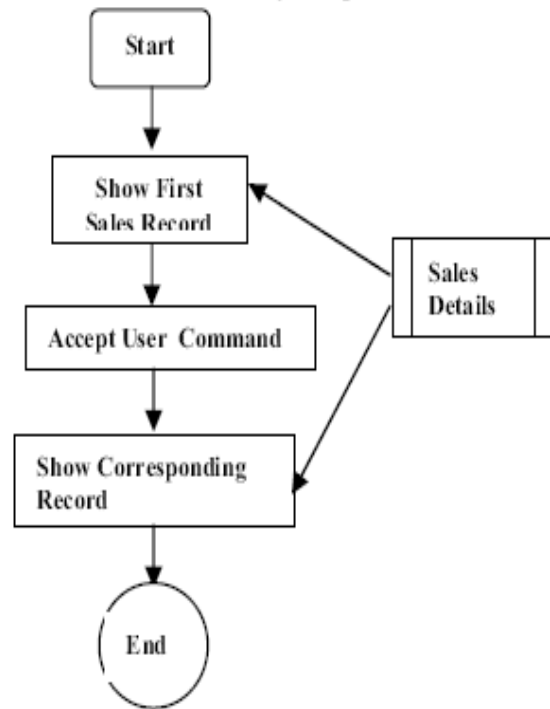 Start
Show First
Sales Record
Sales
Details
Accept User Command
Show Corresponding
Record
End